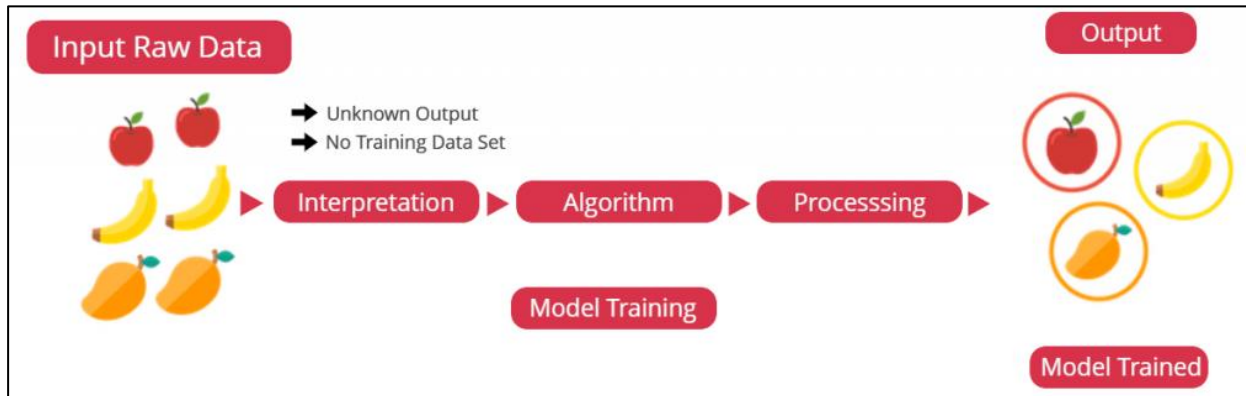 Input Raw Data
Output
Unknown Output
No Training Data Set
Interpretation
Algorithm
Processsing
Model Training
Model Trained